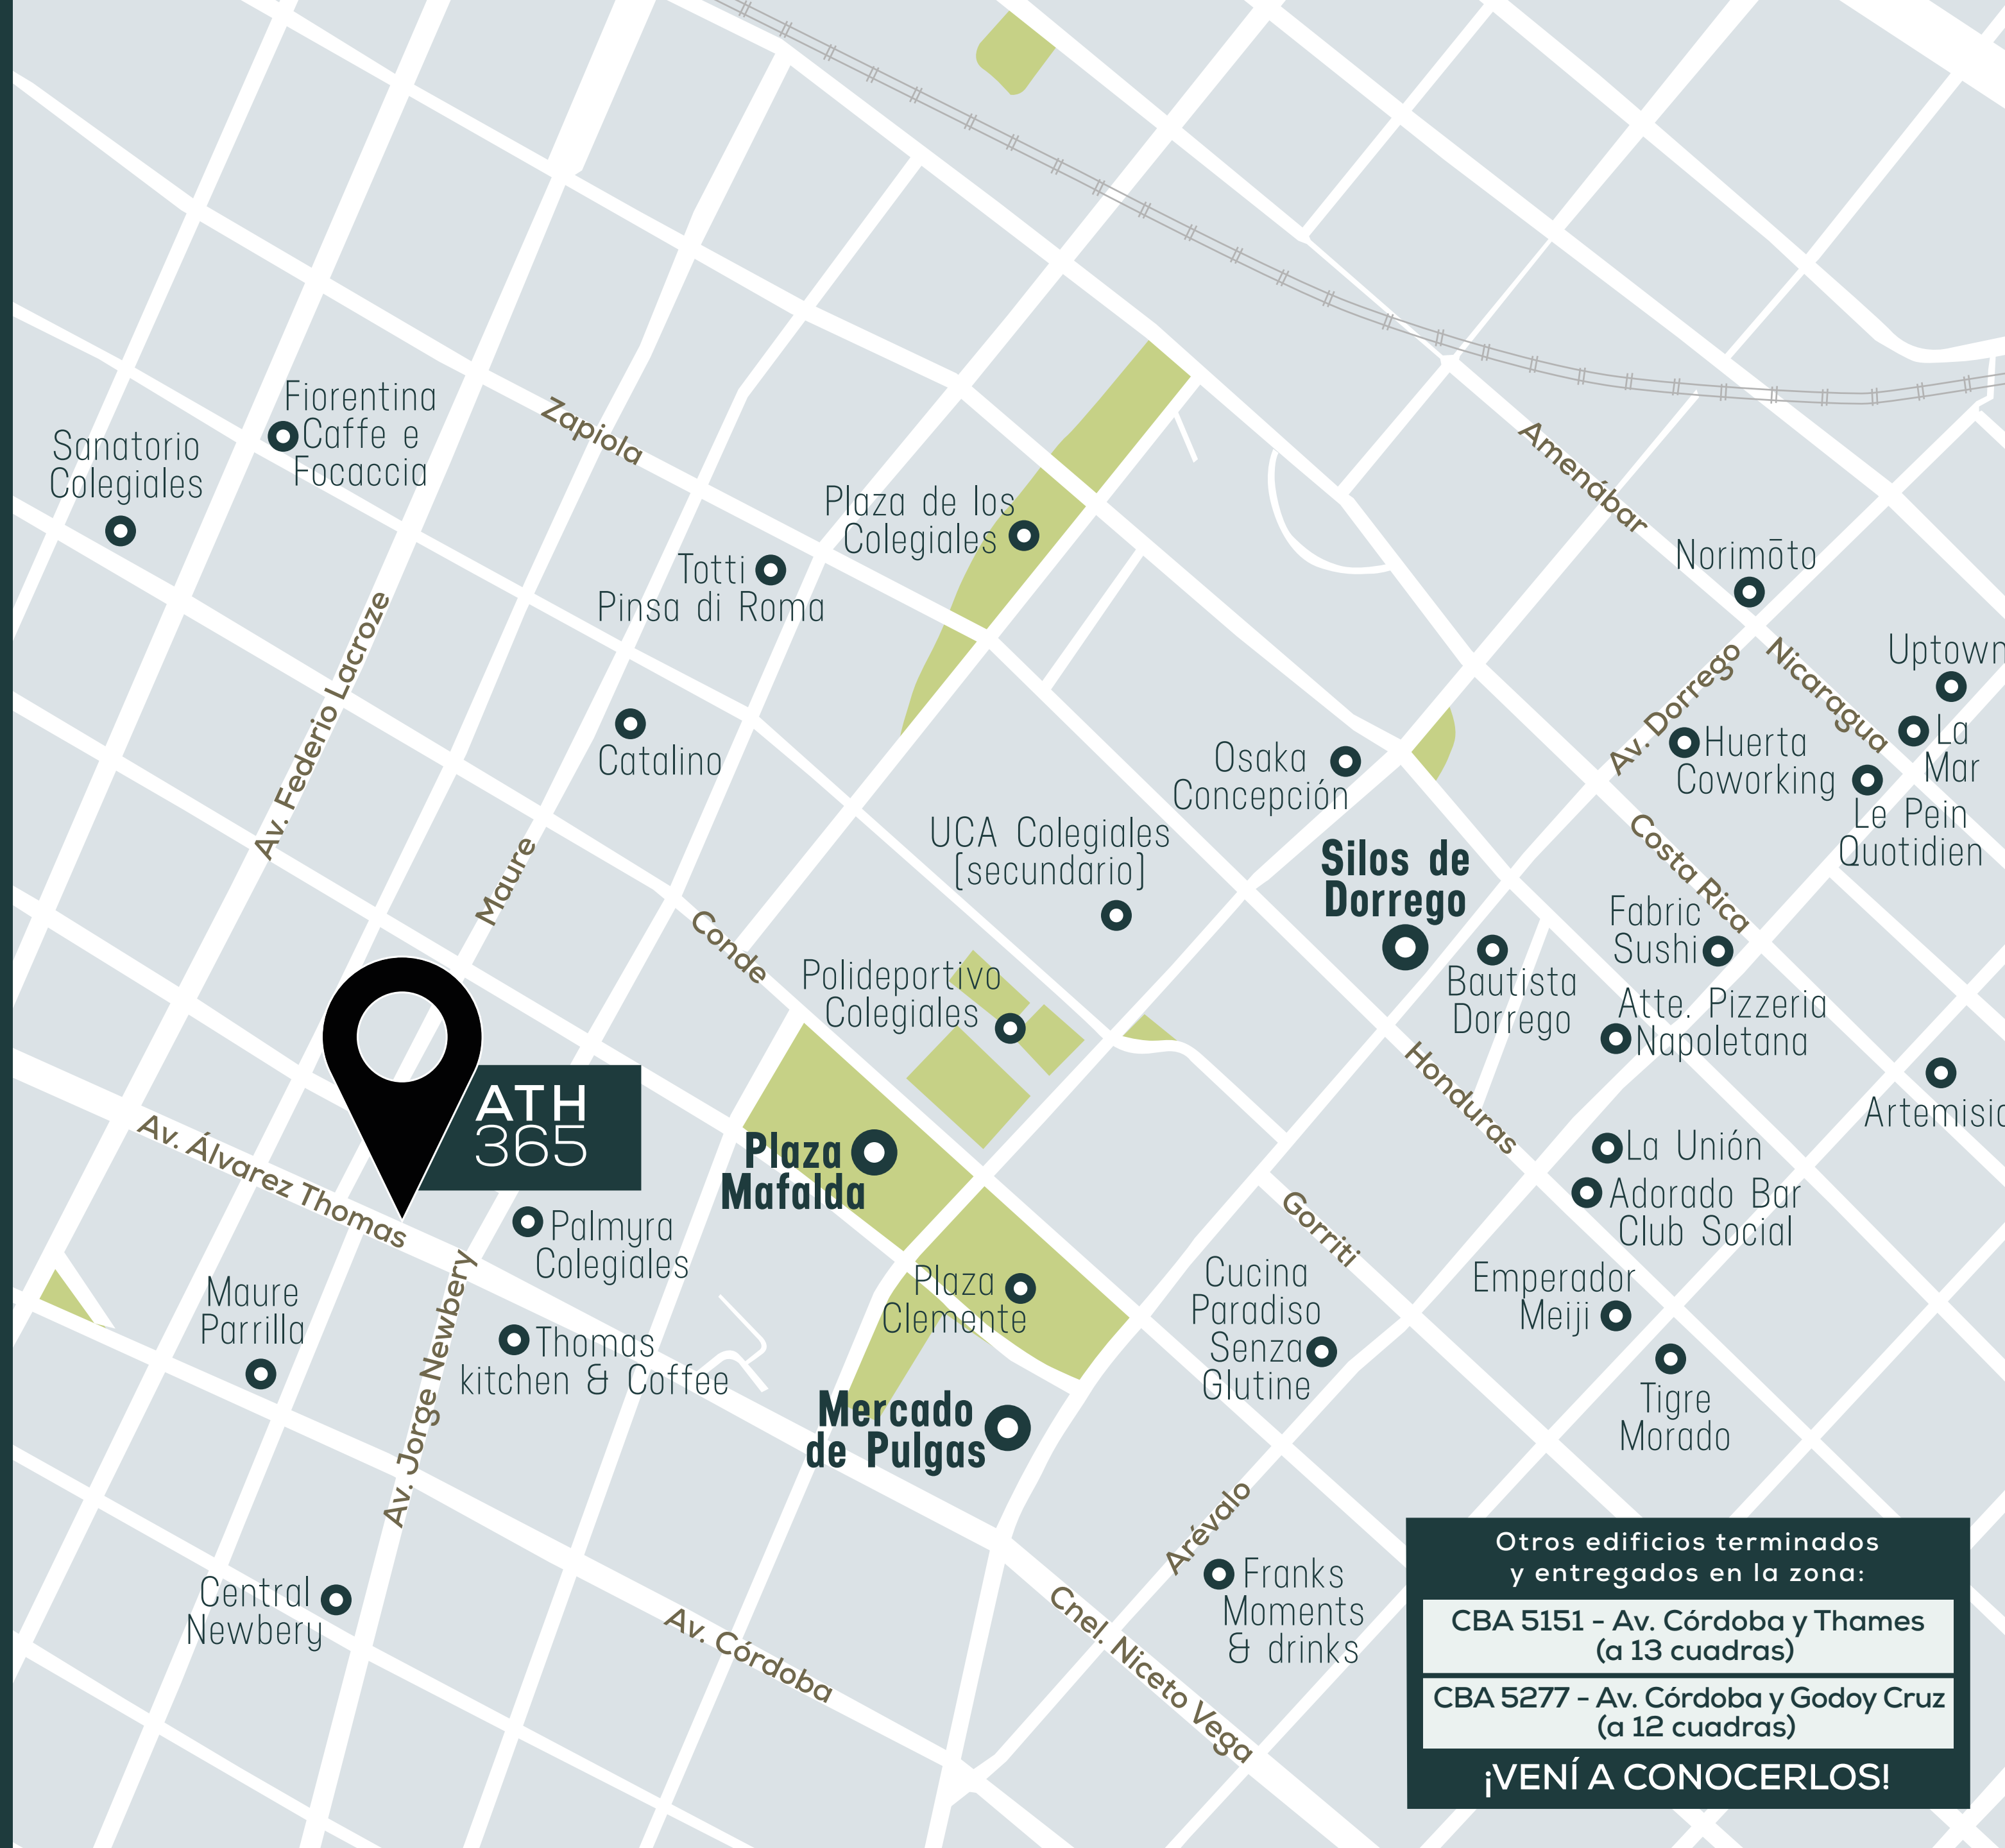 Fiorentina
Caffe e
Focaccia
Sanatorio
Colegiales
Zapiola
Amenábar
Plaza de los
Colegiales
Totti
Pinsa di Roma
Norimōto
Uptown
Nicaragua
Av. Dorrego
La
Mar
Huerta
Coworking
Le Pein
Quotidien
Av. Federio Lacroze
Catalino
Osaka
Concepción
UCA Colegiales
(secundario)
Silos de
Dorrego
Costa Rica
Maure
Conde
Fabric
Sushi
Bautista
Dorrego
Polideportivo
Colegiales
Atte. Pizzeria
Napoletana
Honduras
Artemisio
ATH
365
Av. Álvarez Thomas
Plaza
Mafalda
La Unión
Adorado Bar
Club Social
Palmyra
Colegiales
Gorriti
Maure
Parrilla
Av. Jorge Newbery
Plaza
Clemente
Cucina
Paradiso
Senza
Glutine
Emperador
Meiji
Thomas
kitchen & Coffee
Tigre
Morado
Mercado
de Pulgas
Arévalo
Central
Newbery
Av. Córdoba
Cnel. Niceto Vega
Franks
Moments
& drinks
Otros edificios terminados
y entregados en la zona:
CBA 5151 - Av. Córdoba y Thames
(a 13 cuadras)
CBA 5277 - Av. Córdoba y Godoy Cruz
(a 12 cuadras)
¡VENÍ A CONOCERLOS!